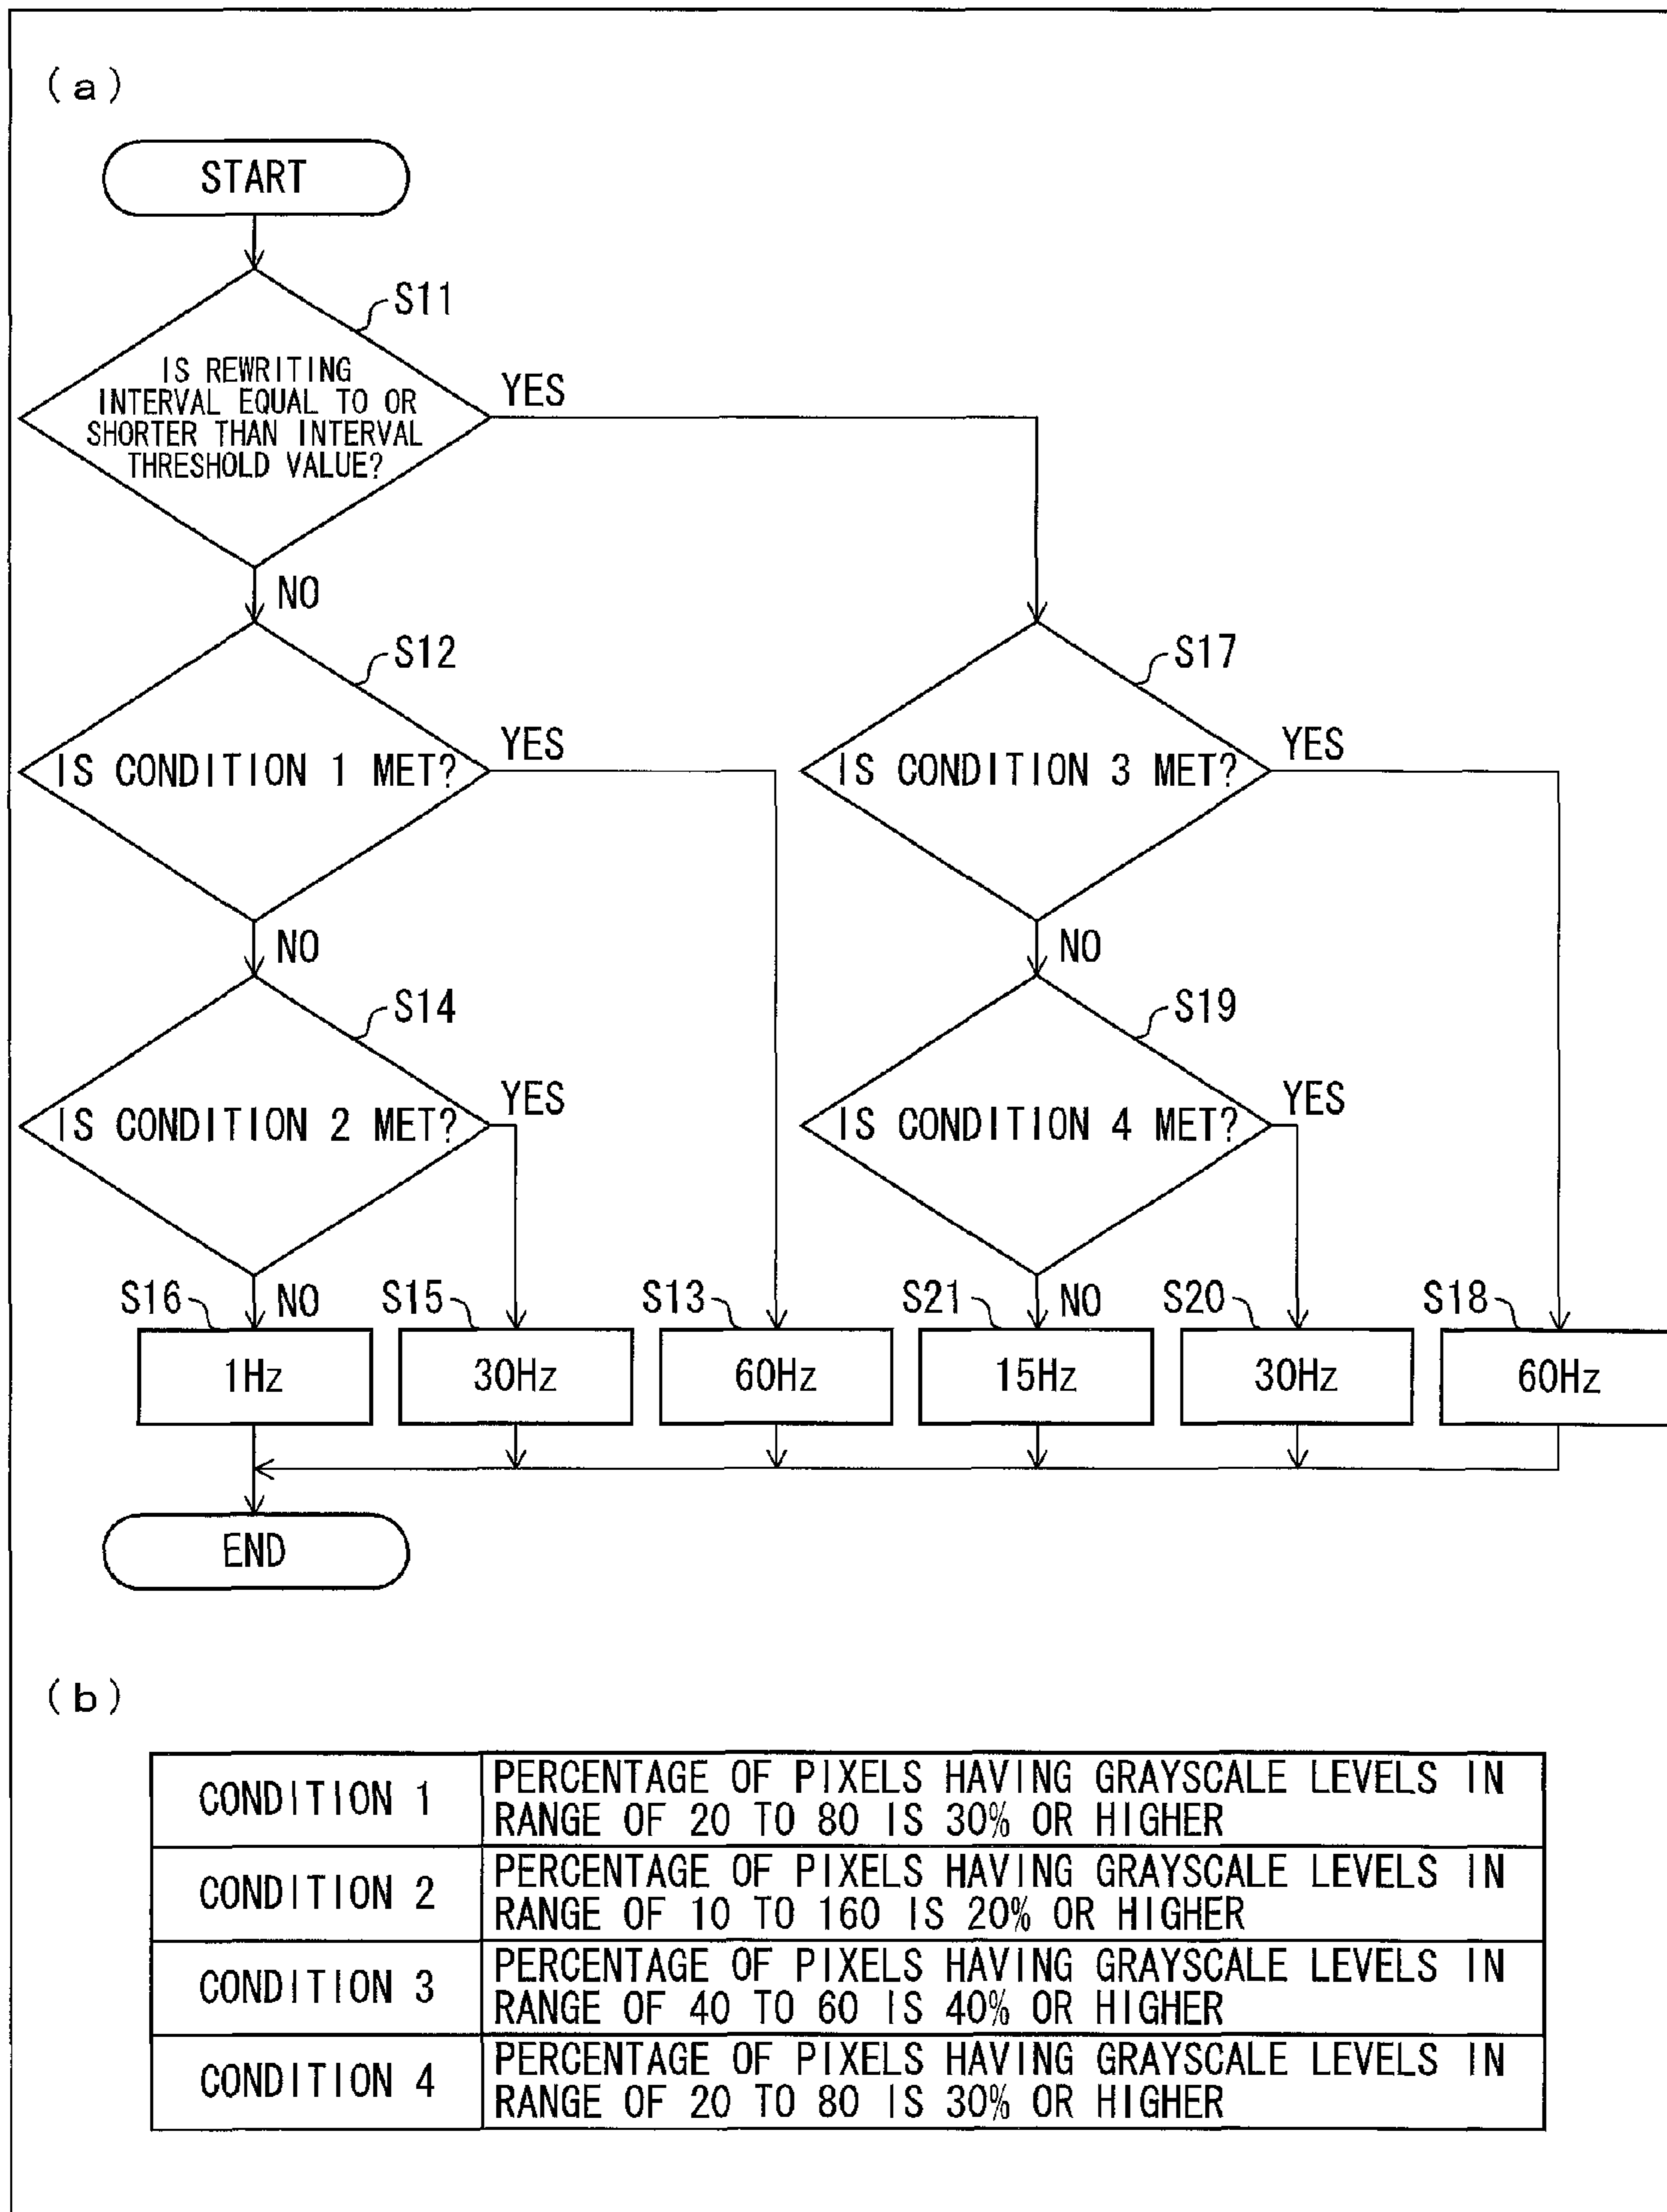 (a)
START
S11
IS REWRITING
INTERVAL EQUAL TO OR
SHORTER THAN INTERVAL
THRESHOLD VALUE?
YES
NO
S12
S17
IS CONDITION 1 MET?
YES
IS CONDITION 3 MET?
YES
NO
NO
S14
S19
IS CONDITION 2 MET?
YES
IS CONDITION 4 MET?
YES
S16
NO
S15
S13
S21
NO
S20
S18
1Hz
30Hz
60Hz
15Hz
30Hz
60Hz
END
(b)
CONDITION 1
PERCENTAGE OF PIXELS HAVING GRAYSCALE LEVELS IN
RANGE OF 20 TO 80 IS 30% OR HIGHER
CONDITION 2
PERCENTAGE OF PIXELS HAVING GRAYSCALE LEVELS IN
RANGE OF 10 TO 160 IS 20% OR HIGHER
CONDITION 3
PERCENTAGE OF PIXELS HAVING GRAYSCALE LEVELS IN
RANGE OF 40 TO 60 IS 40% OR HIGHER
CONDITION 4
PERCENTAGE OF PIXELS HAVING GRAYSCALE LEVELS IN
RANGE OF 20 TO 80 IS 30% OR HIGHER